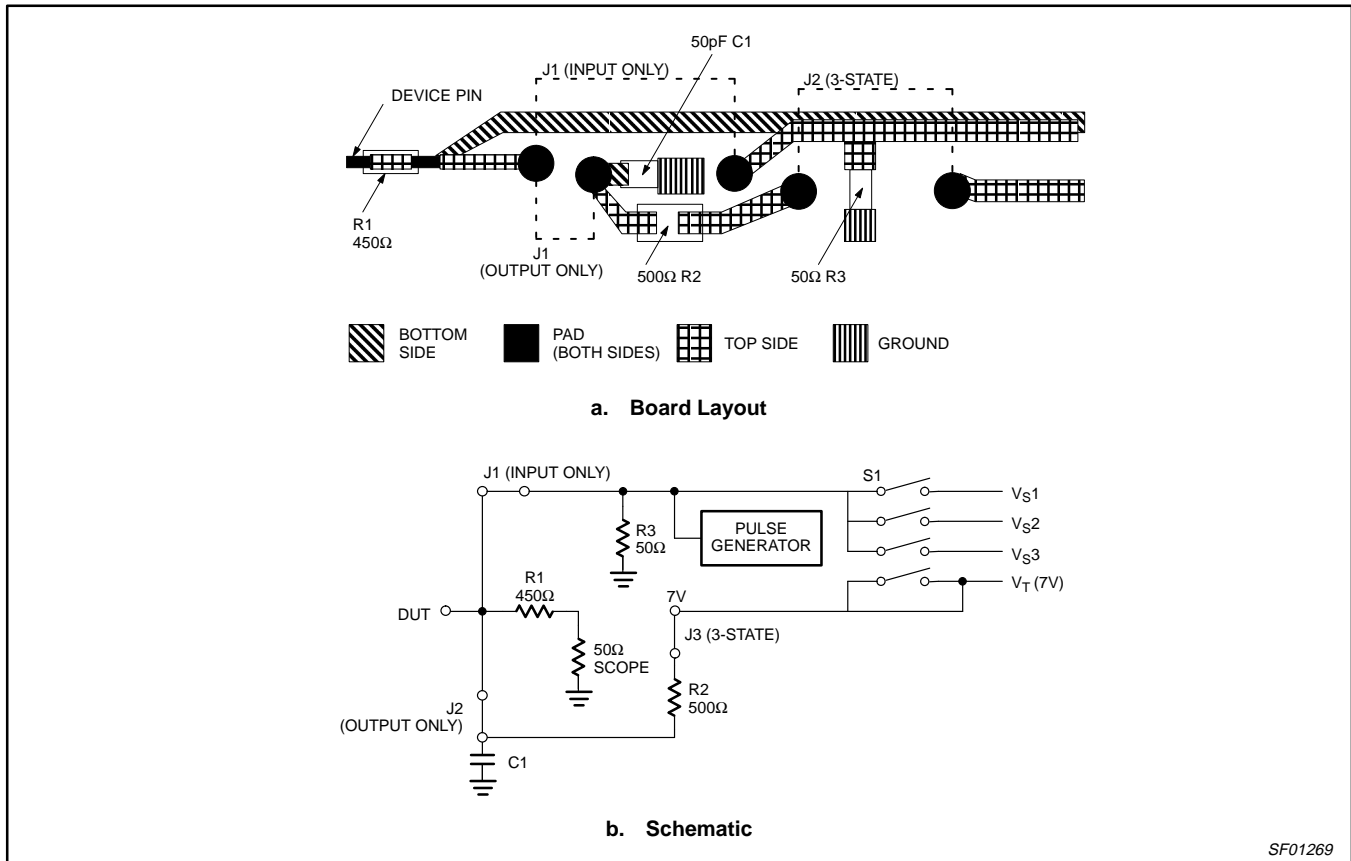 50pF C1
J1 (INPUT ONLY)
J2 (3-STATE)
DEVICE PIN
R1
450Ω
J1
(OUTPUT ONLY)
500Ω R2
50Ω R3
BOTTOM
SIDE
PAD
(BOTH SIDES)
TOP SIDE
GROUND
a. Board Layout
J1 (INPUT ONLY)
S1
VS1
R3
50Ω
PULSE
GENERATOR
VS2
VS3
R1
450Ω
7V
VT (7V)
DUT
J3 (3-STATE)
50Ω
SCOPE
R2
500Ω
J2
(OUTPUT ONLY)
C1
b. Schematic
SF01269